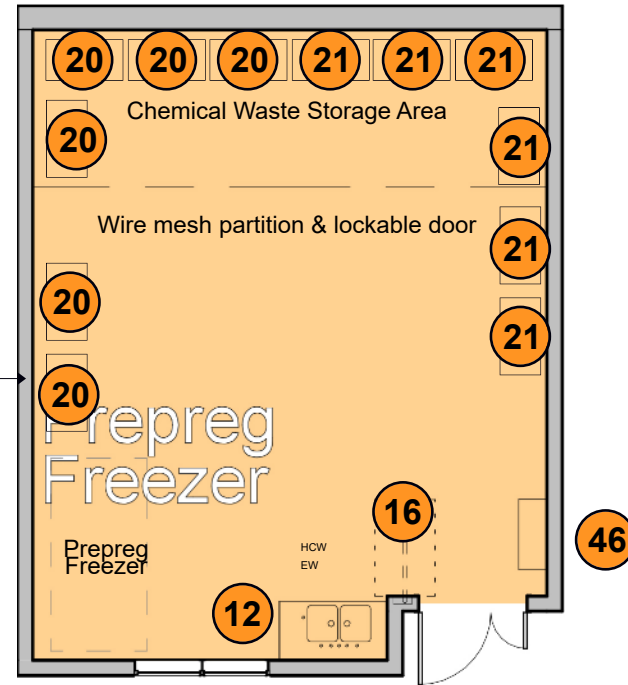 20 20 20 21 21 21
Chemical Waste Storage Area
20
21
Wire mesh partition & lockable door
21
20
21
20
Prepreg
Freezer
16
46
HCW
Prepreg
Freezer
EW
12